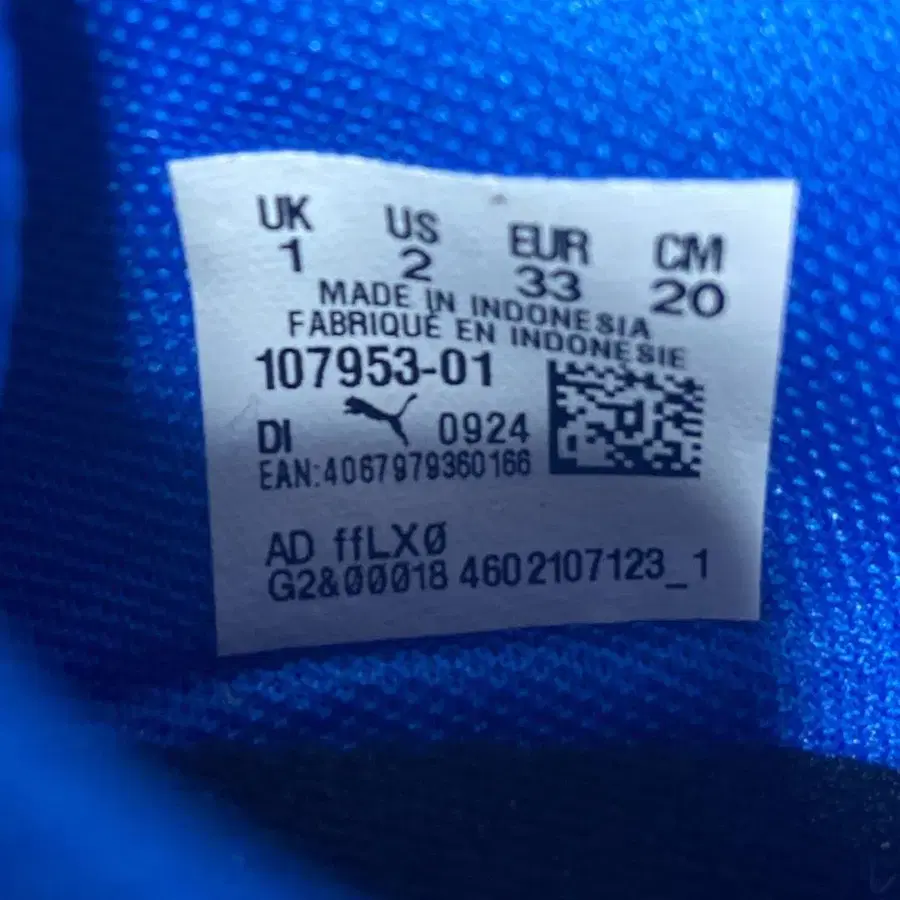 UK US EUR CM
1 2 33 20
MADE IN INDONESIA
FABRIQUÉ EN INDONESIE
107953-01
DI 0924
EAN:4067979360166
AD ffLXØ
G2&ØØØ18 4602107123_1